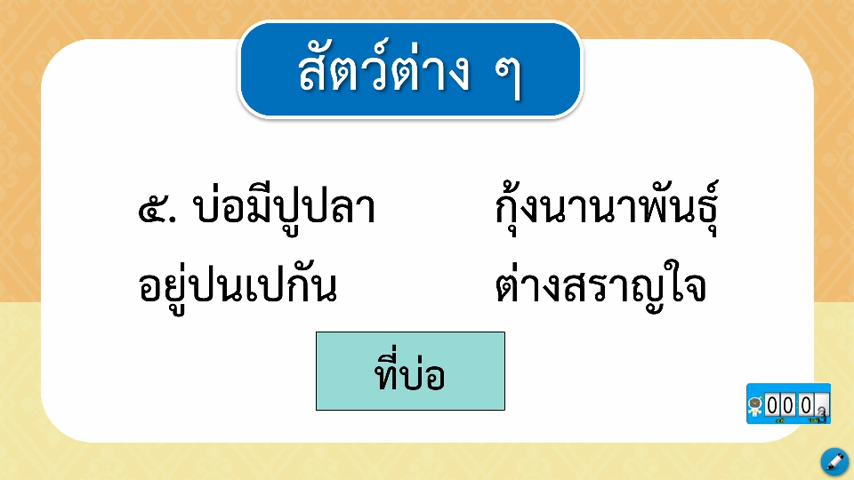 สัตว์ต่าง ๆ
๕. บ่อมีปูปลา กุ้งนานาพันธุ์
อยู่ปนเปกัน ต่างสราญใจ
ที่บ่อ
000